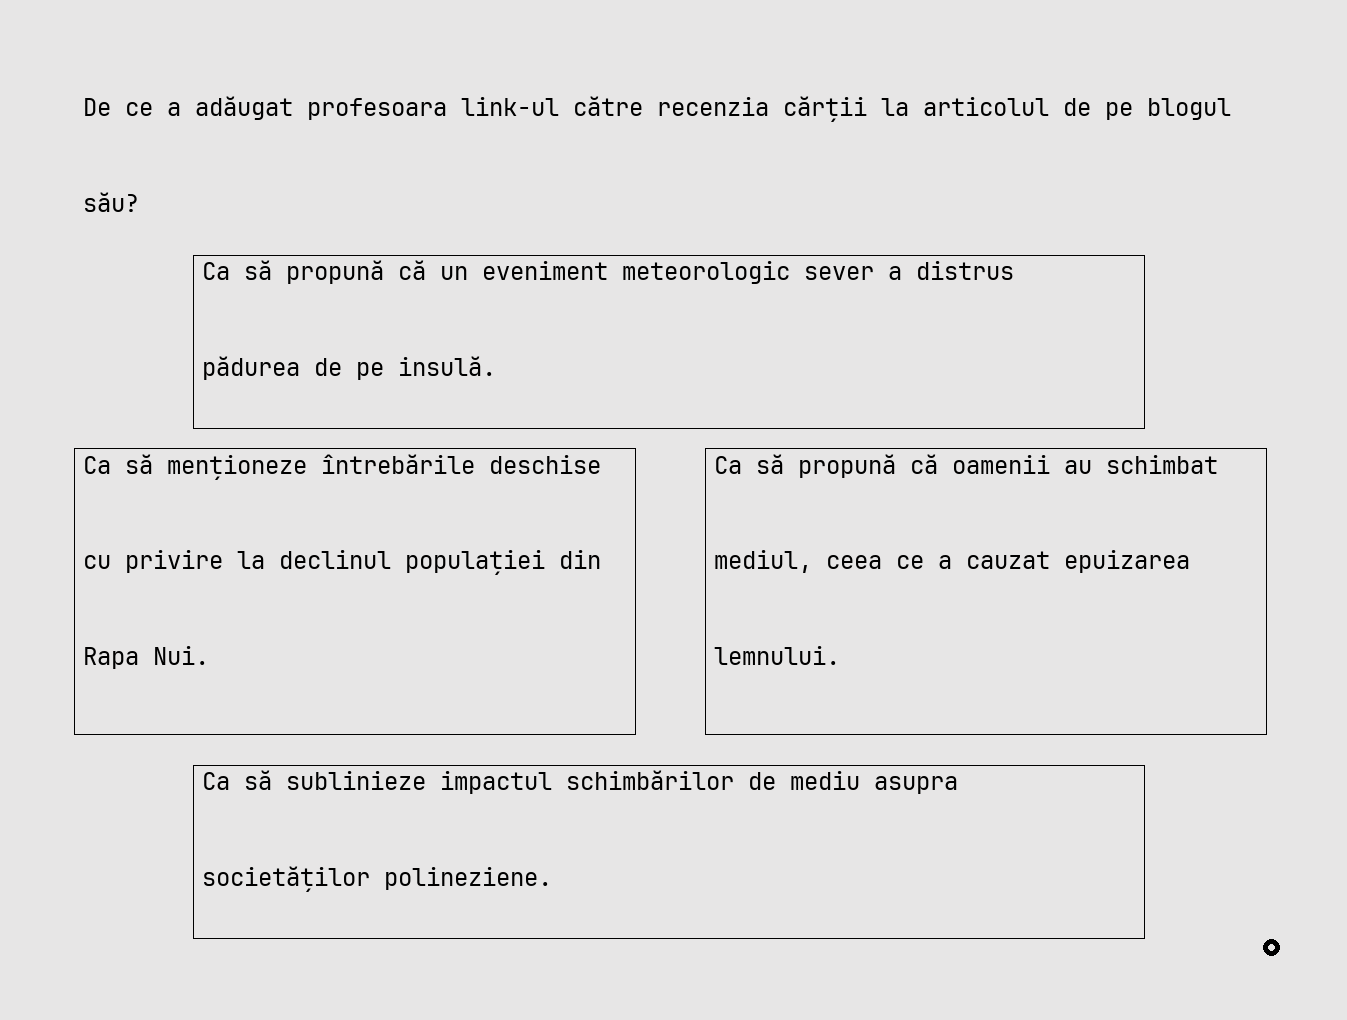 De ce a adăugat profesoara link-ul către recenzia cărții la articolul de pe blogul
său?
Ca să propună că un eveniment meteorologic sever a distrus
pădurea de pe insulă.
Ca să menționeze întrebările deschise
cu privire la declinul populației din
Rapa Nui.
Ca să propună că oamenii au schimbat
mediul, ceea ce a cauzat epuizarea
lemnului.
Ca să sublinieze impactul schimbărilor de mediu asupra
societăților polineziene.